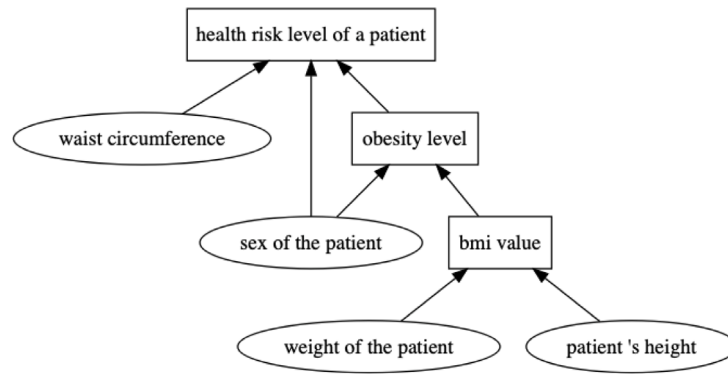 health risk level of a patient
waist circumference
obesity level
sex of the patient
bmi value
weight of the patient
patient 's height